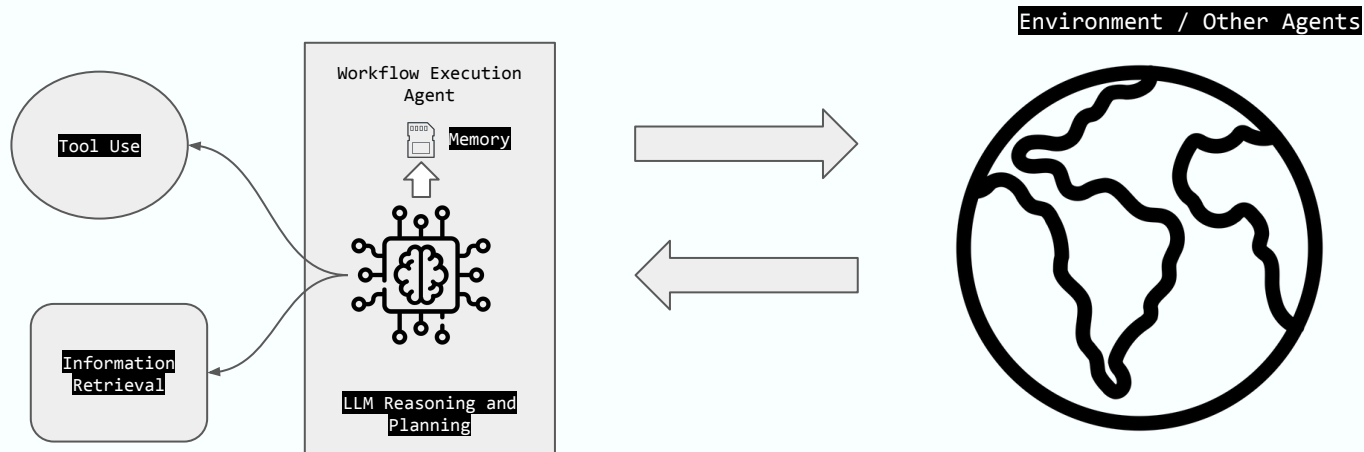 Environment / Other Agents
Workflow Execution
Agent
Memory
Tool Use
Information
Retrieval
LLM Reasoning and
Planning